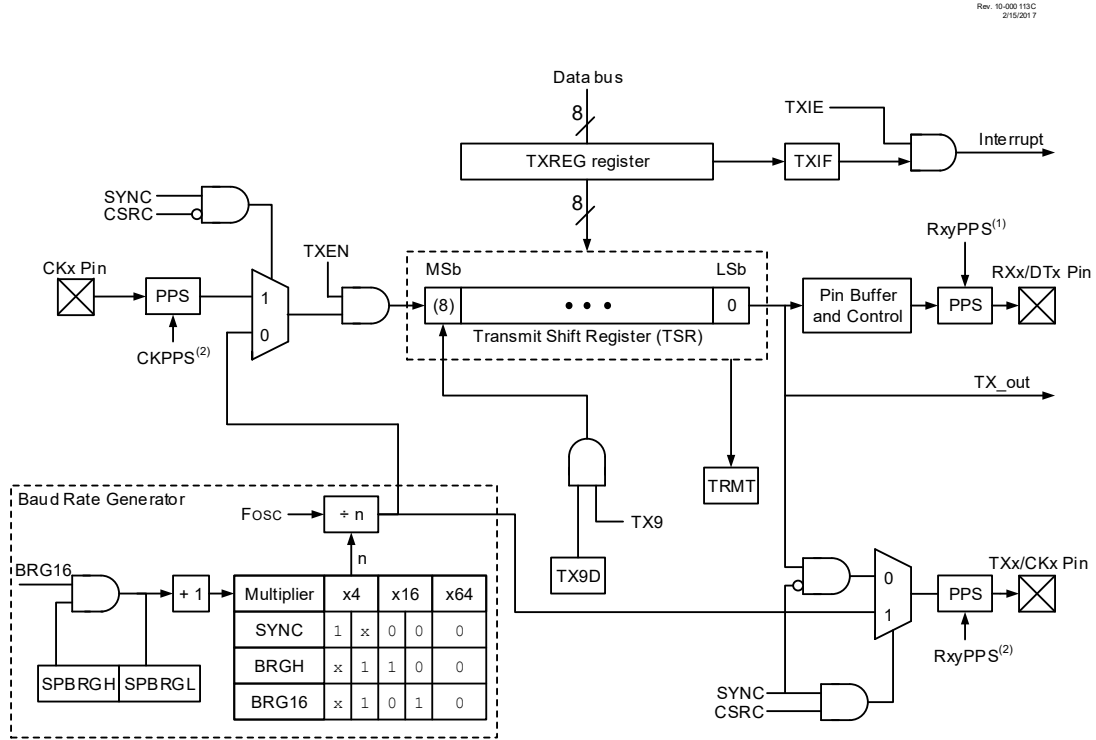 Rev. 10-000 113C
2/15/2017
Data bus
8
TXIE
Interrupt
TXREG register
TXIF
SYNC
CSRC
8
RxyPPS(1)
TXEN
MSb
LSb
RXx/DTx Pin
CKx Pin
PPS
1
0
(8)
• • •
0
Pin Buffer
and Control
PPS
Transmit Shift Register (TSR)
CKPPS(2)
TX_out
TRMT
Baud Rate Generator
Fosc
÷ n
TX9
n
TX9D
BRG16
+ 1
Multiplier x4 x16 x64
SYNC 1 x 0 0 0
BRGH x 1 1 0 0
BRG16 x 1 0 1 0
SPBRGH SPBRGL
0
1
PPS
TXx/CKx Pin
RxyPPS(2)
SYNC
CSRC